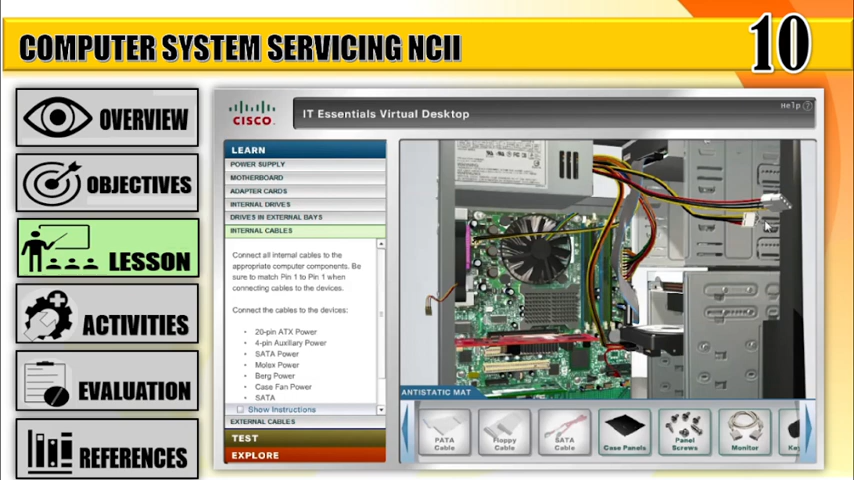 COMPUTER SYSTEM SERVICING NCII
10
OVERVIEW
OBJECTIVES
LESSON
ACTIVITIES
EVALUATION
REFERENCES
CISCO
IT Essentials Virtual Desktop
Help ?
LEARN
POWER SUPPLY
MOTHERBOARD
ADAPTER CARDS
INTERNAL DRIVES
DRIVES IN EXTERNAL BAYS
INTERNAL CABLES
Connect all internal cables to the
appropriate computer components. Be
sure to match Pin 1 to Pin 1 when
connecting cables to the devices.
Connect the cables to the devices:
• 20-pin ATX Power
• 4-pin Auxiliary Power
• SATA Power
• Molex Power
• Berg Power
• Case Fan Power
• SATA
Show Instructions
EXTERNAL CABLES
TEST
EXPLORE
ANTISTATIC MAT
PATA
Cable
Floppy
Cable
SATA
Cable
Case Panels
Panel
Screws
Monitor